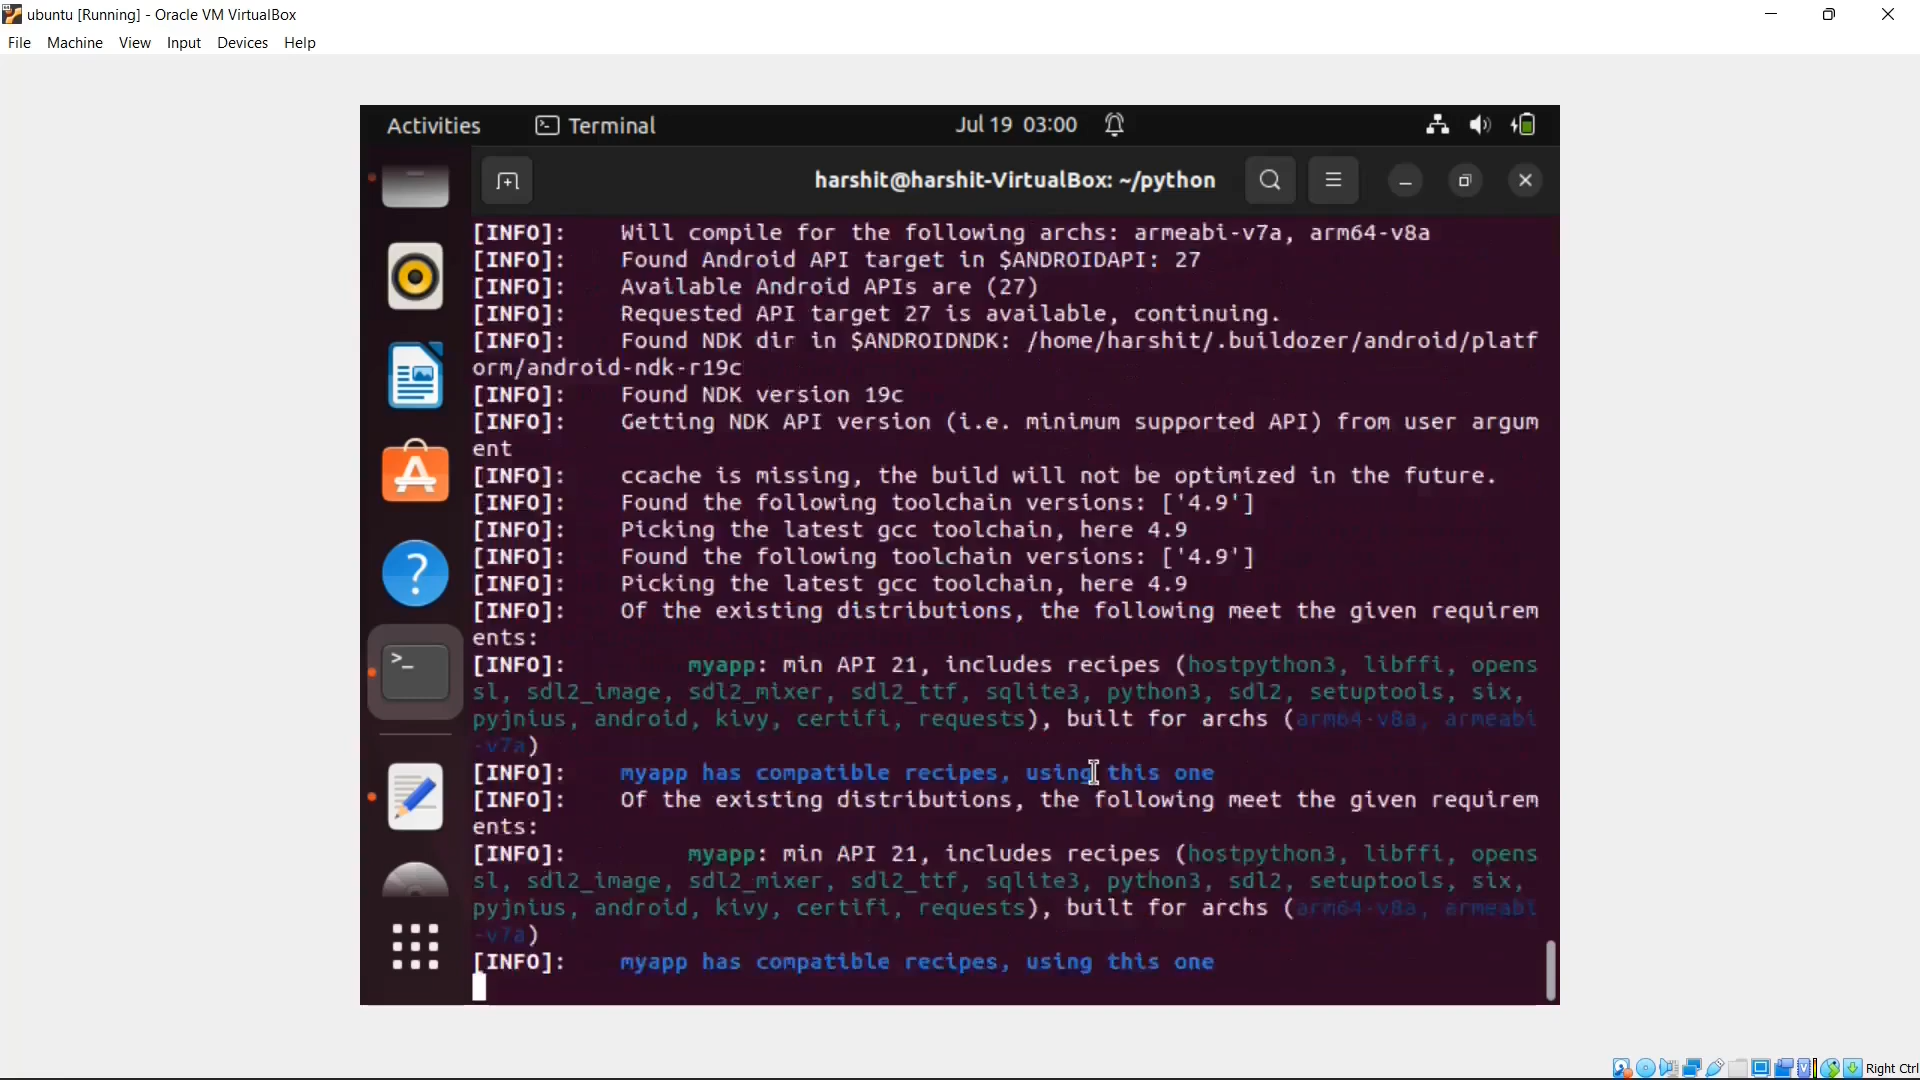 ubuntu [Running] - Oracle VM VirtualBox
File Machine View Input Devices Help
Activities Terminal Jul 19 03:00
harshit@harshit-VirtualBox: ~/python
[INFO]: Will compile for the following archs: armeabi-v7a, arm64-v8a
[INFO]: Found Android API target in $ANDROIDAPI: 27
[INFO]: Available Android APIs are (27)
[INFO]: Requested API target 27 is available, continuing.
[INFO]: Found NDK dir in $ANDROIDNDK: /home/harshit/.buildozer/android/platf
orm/android-ndk-r19c
[INFO]: Found NDK version 19c
[INFO]: Getting NDK API version (i.e. minimum supported API) from user argum
ent
[INFO]: ccache is missing, the build will not be optimized in the future.
[INFO]: Found the following toolchain versions: ['4.9']
[INFO]: Picking the latest gcc toolchain, here 4.9
[INFO]: Found the following toolchain versions: ['4.9']
[INFO]: Picking the latest gcc toolchain, here 4.9
[INFO]: Of the existing distributions, the following meet the given requirem
ents:
[INFO]: myapp: min API 21, includes recipes (hostpython3, libffi, opens
sl, sdl2_image, sdl2_mixer, sdl2_ttf, sqlite3, python3, sdl2, setuptools, six,
pyjnius, android, kivy, certifi, requests), built for archs (arm64-v8a, armeabi
-v7a)
[INFO]: myapp has compatible recipes, using this one
[INFO]: Of the existing distributions, the following meet the given requirem
ents:
[INFO]: myapp: min API 21, includes recipes (hostpython3, libffi, opens
sl, sdl2_image, sdl2_mixer, sdl2_ttf, sqlite3, python3, sdl2, setuptools, six,
pyjnius, android, kivy, certifi, requests), built for archs (arm64-v8a, armeabi
-v7a)
[INFO]: myapp has compatible recipes, using this one
Right Ctrl